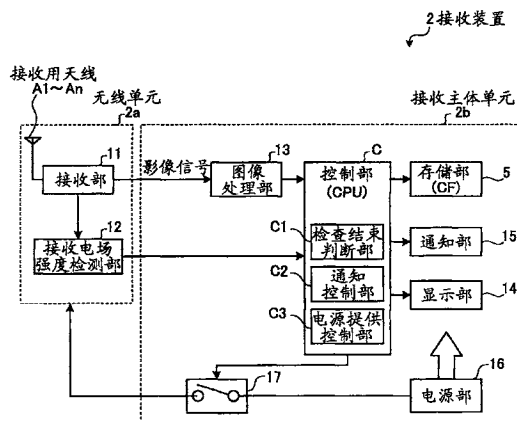 2接收装置
接收用天线
A1～An
无线单元
2a
接收主体单元
2b
11
接收部
影像信号
13
图像
处理部
C
控制部
(CPU)
存储部
(CF)
5
12
接收电场
强度检测部
C1
检查结束
判断部
通知部
15
C2
通知
控制部
显示部
14
C3
电源提供
控制部
17
16
电源部